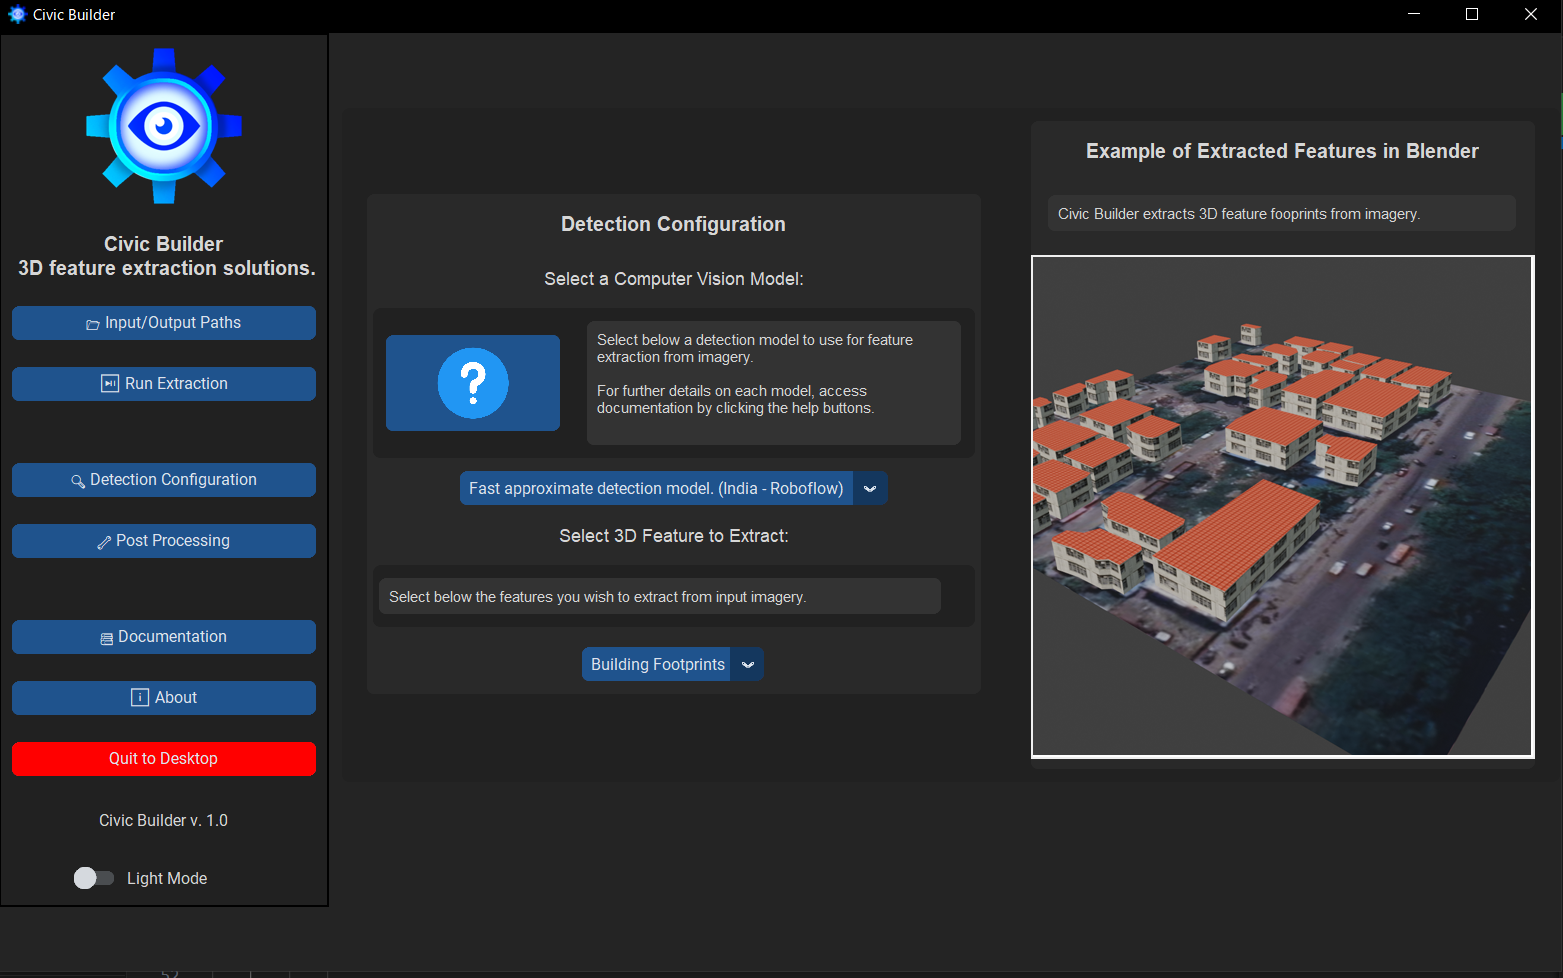 Civic Builder
Civic Builder
3D feature extraction solutions.
Input/Output Paths
Run Extraction
Detection Configuration
Post Processing
Documentation
About
Quit to Desktop
Civic Builder v. 1.0
Light Mode
Detection Configuration
Select a Computer Vision Model:
?
Select below a detection model to use for feature
extraction from imagery.
For further details on each model, access
documentation by clicking the help buttons.
Fast approximate detection model. (India - Roboflow)
Select 3D Feature to Extract:
Select below the features you wish to extract from input imagery.
Building Footprints
Example of Extracted Features in Blender
Civic Builder extracts 3D feature fooprints from imagery.